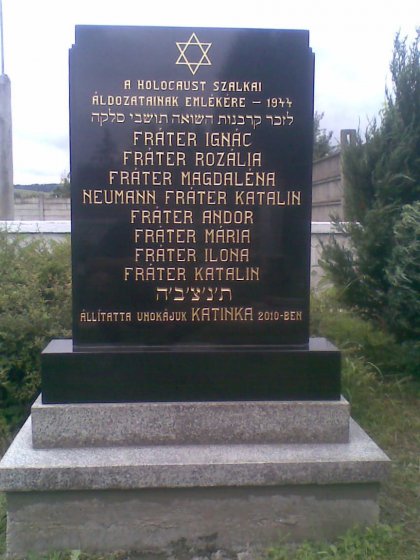 A HOLOCAUST SZALKAI
ÁLDOZATAINAK EMLÉKÉRE – 1944
לזכר קרבנות השואה תושבי סלקה
FRÁTER IGNÁC
FRÁTER ROZÁLIA
FRÁTER MAGDALÉNA
NEUMANN FRÁTER KATALIN
FRÁTER ANDOR
FRÁTER MÁRIA
FRÁTER ILONA
FRÁTER KATALIN
ת'נ'צ'ב'ה
ÁLLÍTATTA UNOKÁJUK KATINKA 2010-BEN